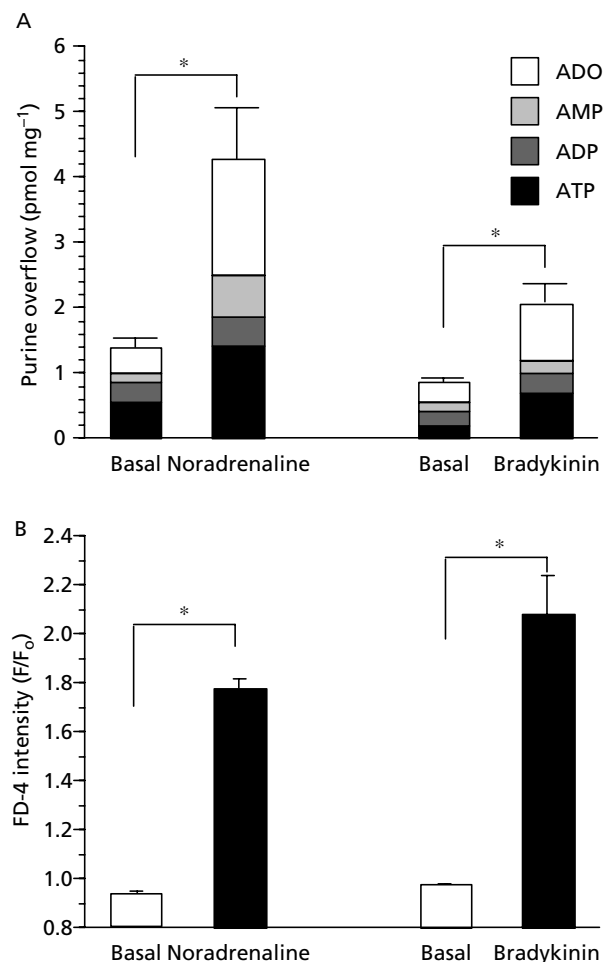 A
6
5
4
3
2
1
0
Purine overflow (pmol mg⁻¹)
*
*
ADO
AMP
ADP
ATP
Basal Noradrenaline Basal Bradykinin
B
2.4
2.2
2.0
1.8
1.6
1.4
1.2
1.0
0.8
FD-4 intensity (F/Fₒ)
*
*
Basal Noradrenaline Basal Bradykinin